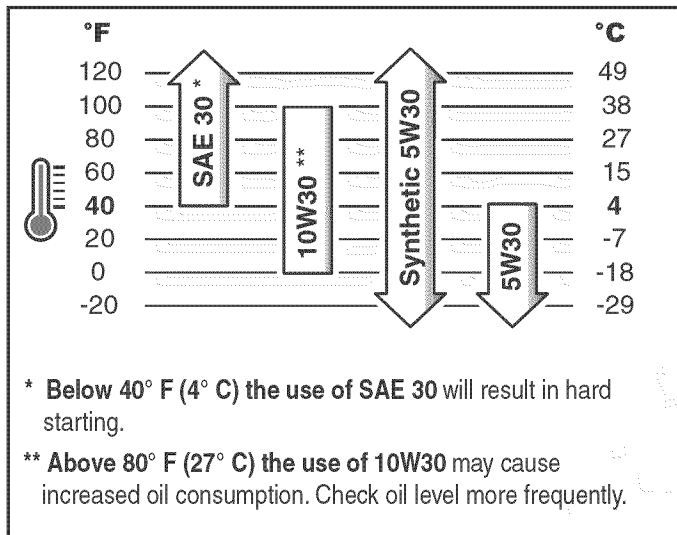 °F °C
120 49
100 38
80 27
60 15
40 4
20 -7
0 -18
-20 -29
SAE 30 *
10W30 **
Synthetic 5W30
5W30
* Below 40° F (4° C) the use of SAE 30 will result in hard
starting.
** Above 80° F (27° C) the use of 10W30 may cause
increased oil consumption. Check oil level more frequently.